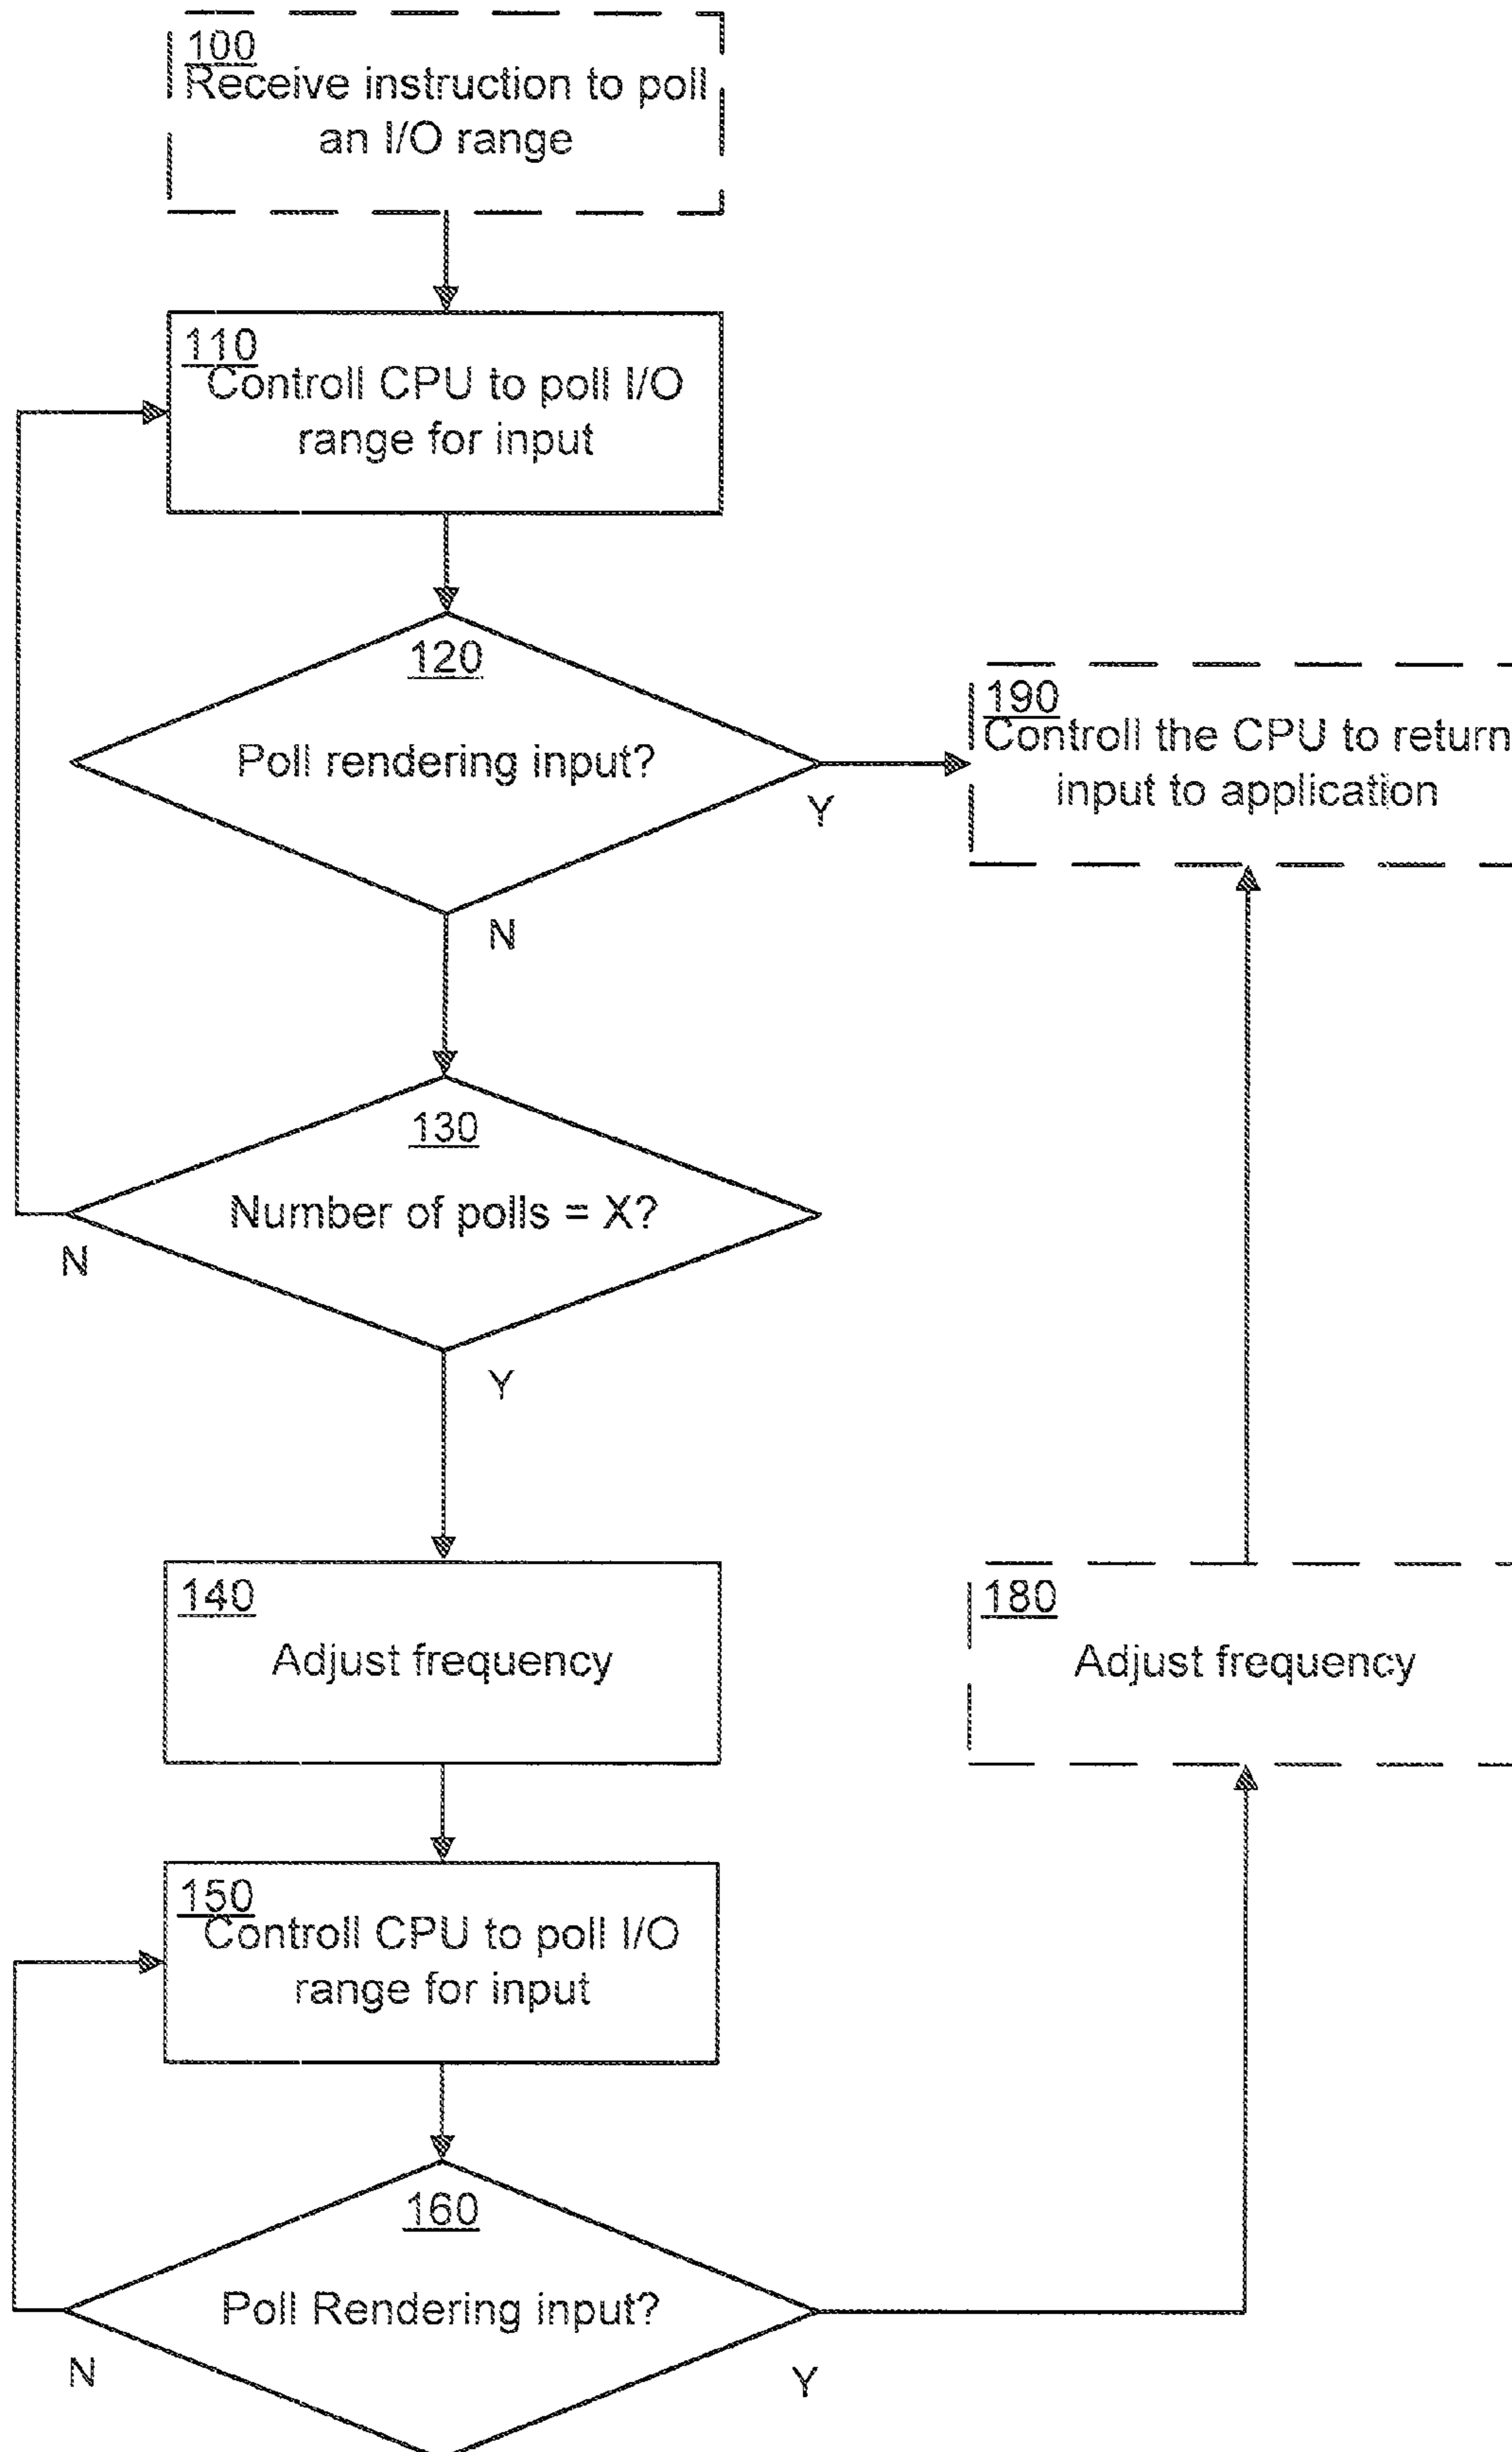 100
Receive instruction to poll
an I/O range
110
Controll CPU to poll I/O
range for input
120
Poll rendering input?
Y
N
190
Controll the CPU to return
input to application
130
Number of polls = X?
N
Y
140
Adjust frequency
180
Adjust frequency
150
Controll CPU to poll I/O
range for input
160
Poll Rendering input?
N
Y